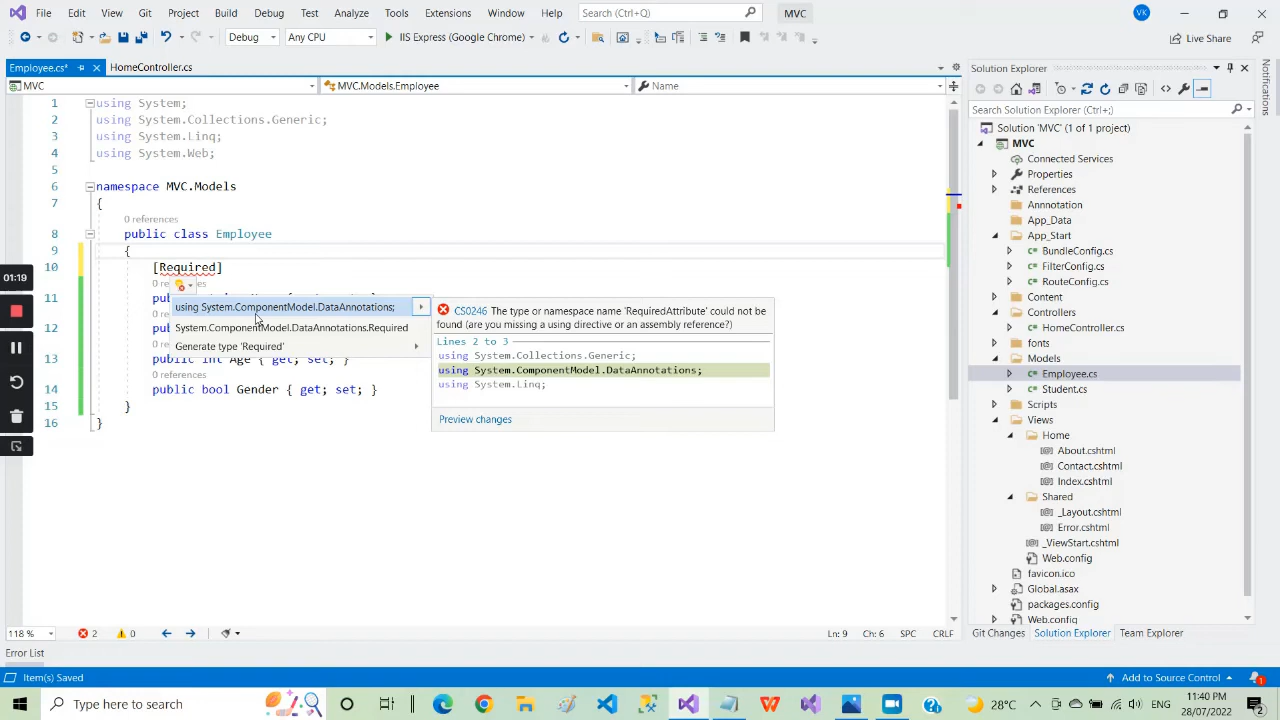 File Edit View Git Project Build Debug Test Analyze Tools Extensions Window Help Search (Ctrl+Q) MVC VK
Debug Any CPU IIS Express (Google Chrome) Live Share
Employee.cs* HomeController.cs
MVC MVC.Models.Employee Name
1 using System;
2 using System.Collections.Generic;
3 using System.Linq;
4 using System.Web;
5
6 namespace MVC.Models
7 {
0 references
8 public class Employee
9 {
10 [Required]
11
using System.ComponentModel.DataAnnotations;
System.ComponentModel.DataAnnotations.Required
Generate type 'Required'
12
13 public int Age { get; set; }
0 references
14 public bool Gender { get; set; }
15 }
16 }
CS0246 The type or namespace name 'RequiredAttribute' could not be
found (are you missing a using directive or an assembly reference?)
Lines 2 to 3
using System.Collections.Generic;
using System.ComponentModel.DataAnnotations;
using System.Linq;
Preview changes
01:19
Solution Explorer
Search Solution Explorer (Ctrl+;)
Solution 'MVC' (1 of 1 project)
MVC
Connected Services
Properties
References
Annnotation
App_Data
App_Start
BundleConfig.cs
FilterConfig.cs
RouteConfig.cs
Content
Controllers
HomeController.cs
fonts
Models
Employee.cs
Student.cs
Scripts
Views
Home
About.cshtml
Contact.cshtml
Index.cshtml
Shared
_Layout.cshtml
Error.cshtml
_ViewStart.cshtml
Web.config
favicon.ico
Global.asax
packages.config
Web.config
Notifications
118 % 2 0 Ln: 9 Ch: 6 SPC CRLF
Git Changes Solution Explorer Team Explorer
Error List
Item(s) Saved Add to Source Control 1
Type here to search 28°C ENG 11:40 PM
28/07/2022 2